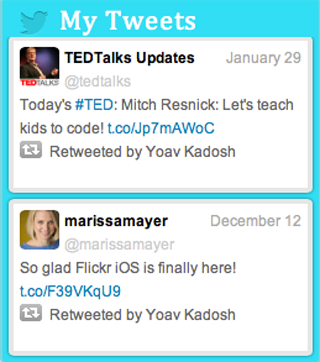 My Tweets
TEDTalks Updates January 29
@tedtalks
TEDTALKS
Today's #TED: Mitch Resnick: Let's teach
kids to code! t.co/Jp7mAWoC
Retweeted by Yoav Kadosh
marissamayer December 12
@marissamayer
So glad Flickr iOS is finally here!
t.co/F39VKqU9
Retweeted by Yoav Kadosh